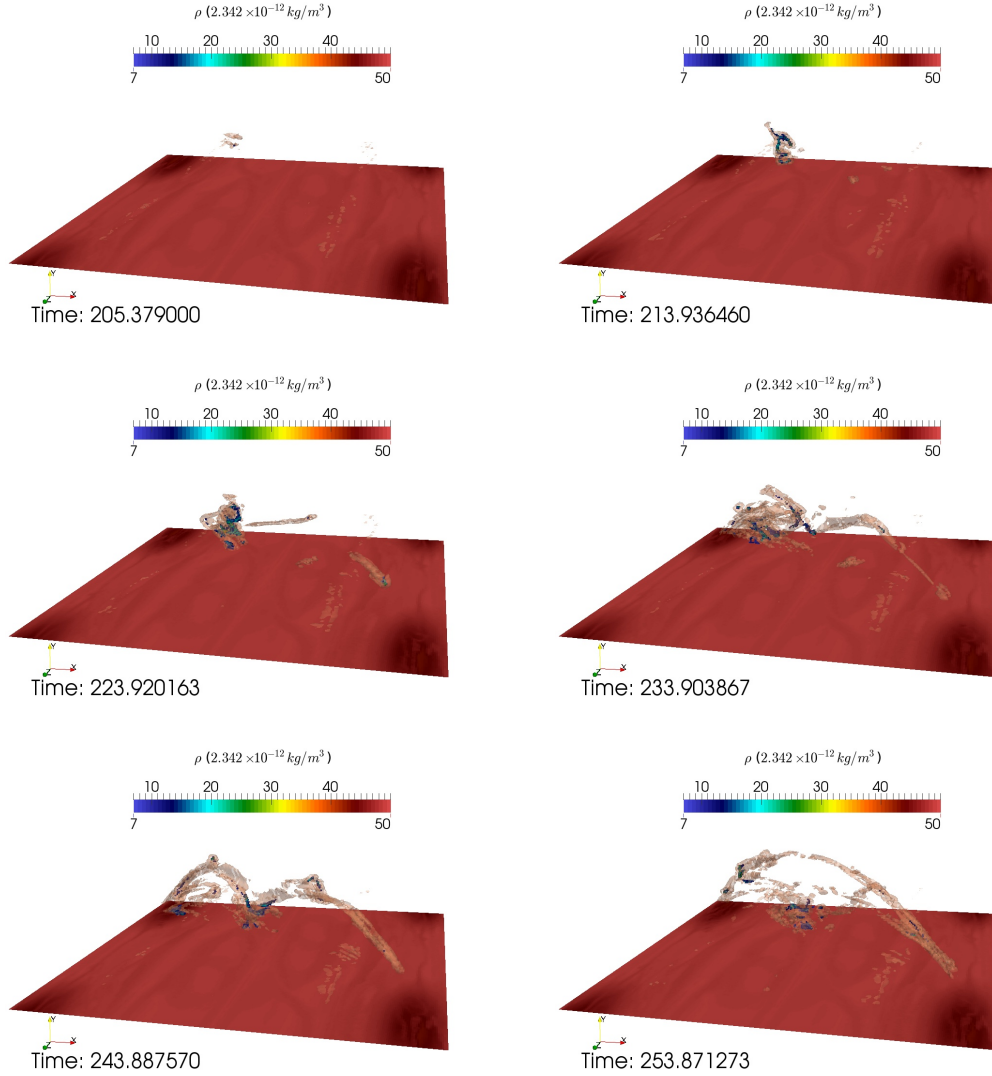 ρ (2.342 ×10⁻¹² kg/m³ )
10 20 30 40
7 50
Y
Z X
Time: 205.379000
ρ (2.342 ×10⁻¹² kg/m³ )
10 20 30 40
7 50
Y
Z X
Time: 213.936460
ρ (2.342 ×10⁻¹² kg/m³ )
10 20 30 40
7 50
Y
Z X
Time: 223.920163
ρ (2.342 ×10⁻¹² kg/m³ )
10 20 30 40
7 50
Y
Z X
Time: 233.903867
ρ (2.342 ×10⁻¹² kg/m³ )
10 20 30 40
7 50
Y
Z X
Time: 243.887570
ρ (2.342 ×10⁻¹² kg/m³ )
10 20 30 40
7 50
Y
Z X
Time: 253.871273